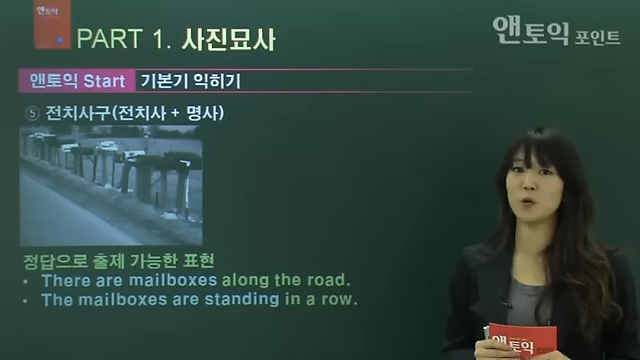 앤토익
PART 1. 사진묘사
앤토익 포인트
앤토익 Start 기본기 익히기
⑤ 전치사구(전치사 + 명사)
정답으로 출제 가능한 표현
• There are mailboxes along the road.
• The mailboxes are standing in a row.
앤토익